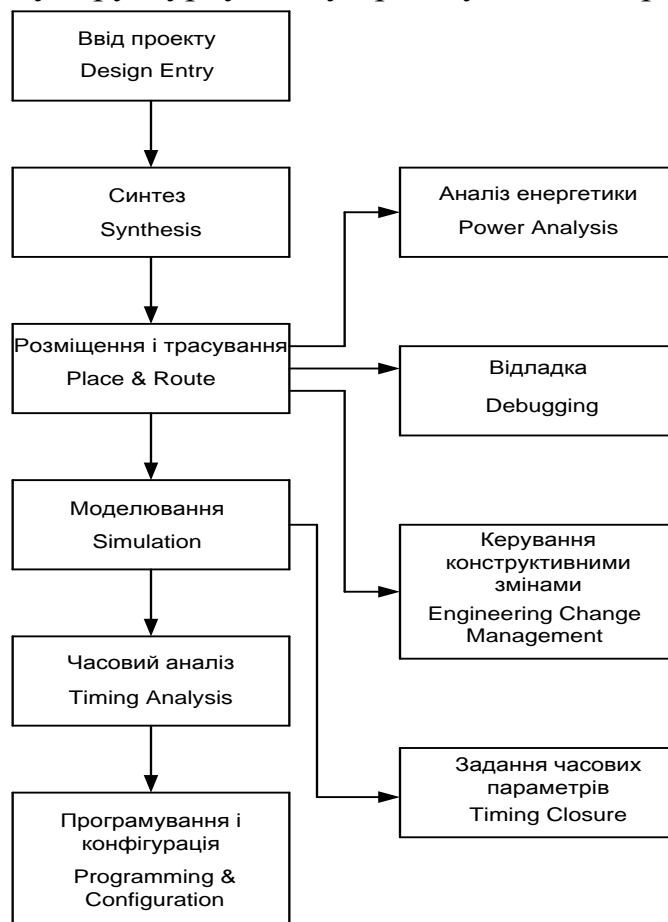 Ввід проекту
Design Entry
Синтез
Synthesis
Розміщення і трасування
Place & Route
Моделювання
Simulation
Часовий аналіз
Timing Analysis
Програмування і
конфігурація
Programming &
Configuration
Аналіз енергетики
Power Analysis
Відладка
Debugging
Керування
конструктивними
змінами
Engineering Change
Management
Задання часових
параметрів
Timing Closure